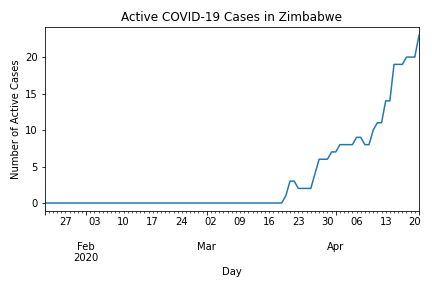 Active COVID-19 Cases in Zimbabwe
Number of Active Cases
20
15
10
5
0
27 03 10 17 24 02 09 16 23 30 06 13 20
Feb Mar Apr
2020
Day